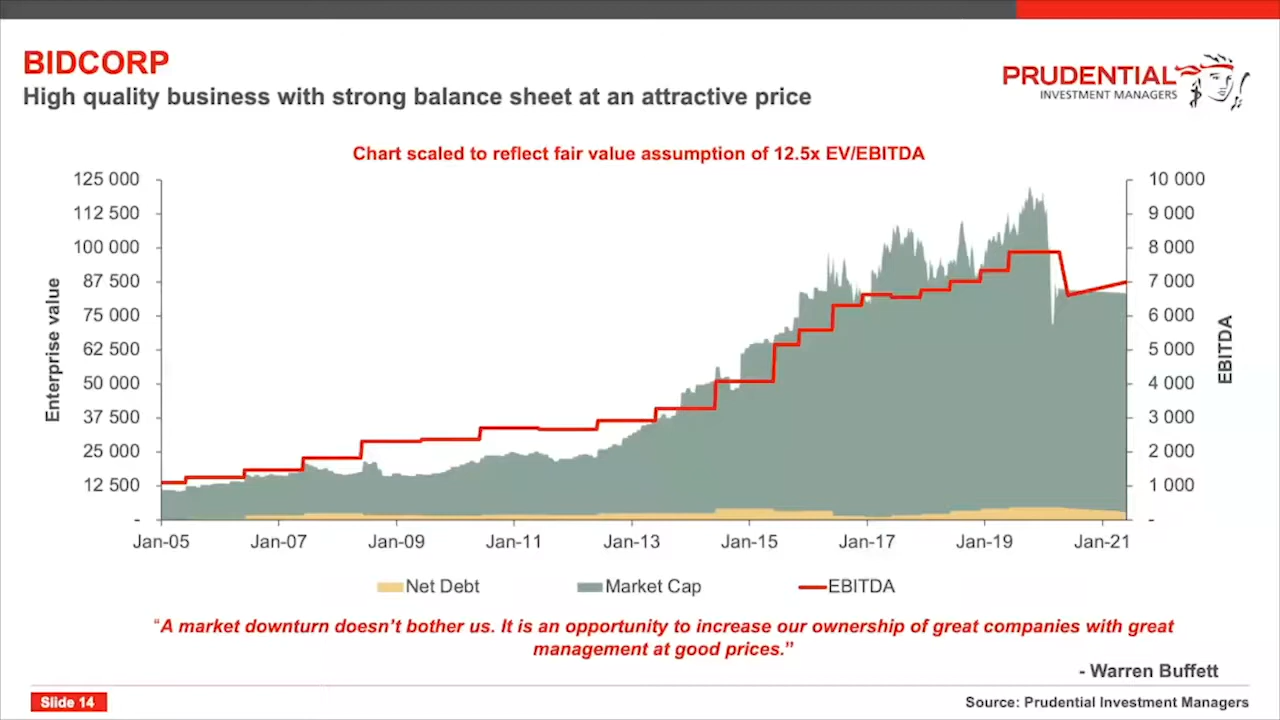 BIDCORP
High quality business with strong balance sheet at an attractive price
PRUDENTIAL
INVESTMENT MANAGERS
Chart scaled to reflect fair value assumption of 12.5x EV/EBITDA
Enterprise value
125 000
112 500
100 000
87 500
75 000
62 500
50 000
37 500
25 000
12 500
-
10 000
9 000
8 000
7 000
6 000
5 000
4 000
3 000
2 000
1 000
-
EBITDA
Jan-05 Jan-07 Jan-09 Jan-11 Jan-13 Jan-15 Jan-17 Jan-19 Jan-21
Net Debt Market Cap EBITDA
“A market downturn doesn’t bother us. It is an opportunity to increase our ownership of great companies with great
management at good prices.”
- Warren Buffett
Slide 14
Source: Prudential Investment Managers